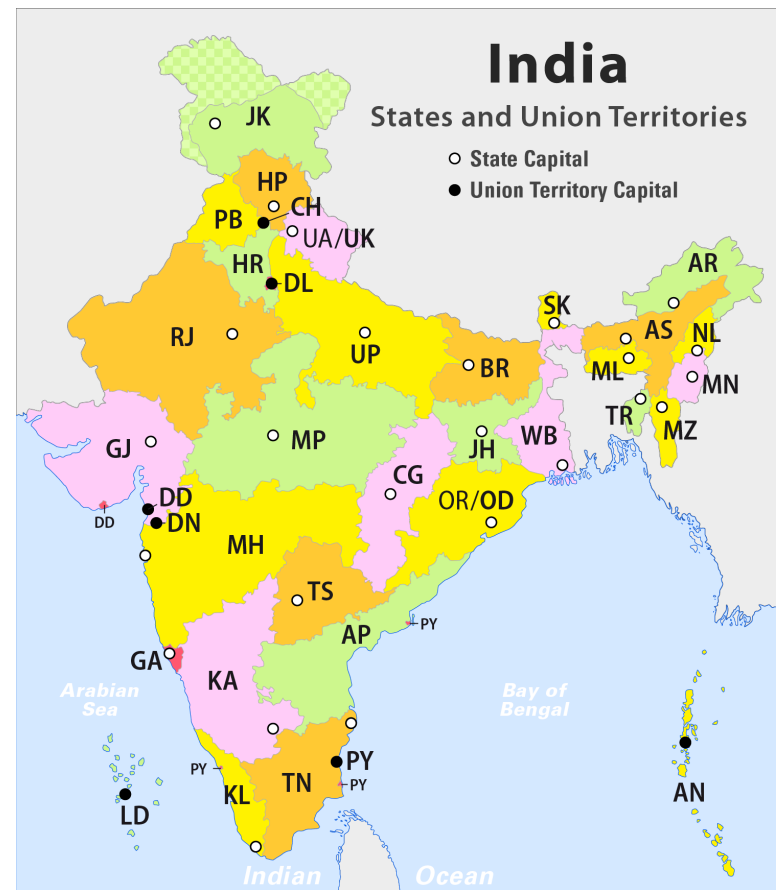 India
States and Union Territories
State Capital
Union Territory Capital
JK
HP
CH
PB
UA/UK
HR
DL
AR
SK
AS
NL
RJ
UP
BR
ML
MN
TR
MZ
GJ
MP
JH
WB
CG
OR/OD
DD
DD
DN
MH
TS
AP
PY
GA
KA
Arabian
Sea
Bay of
Bengal
PY
PY
TN
PY
KL
LD
AN
Indian Ocean